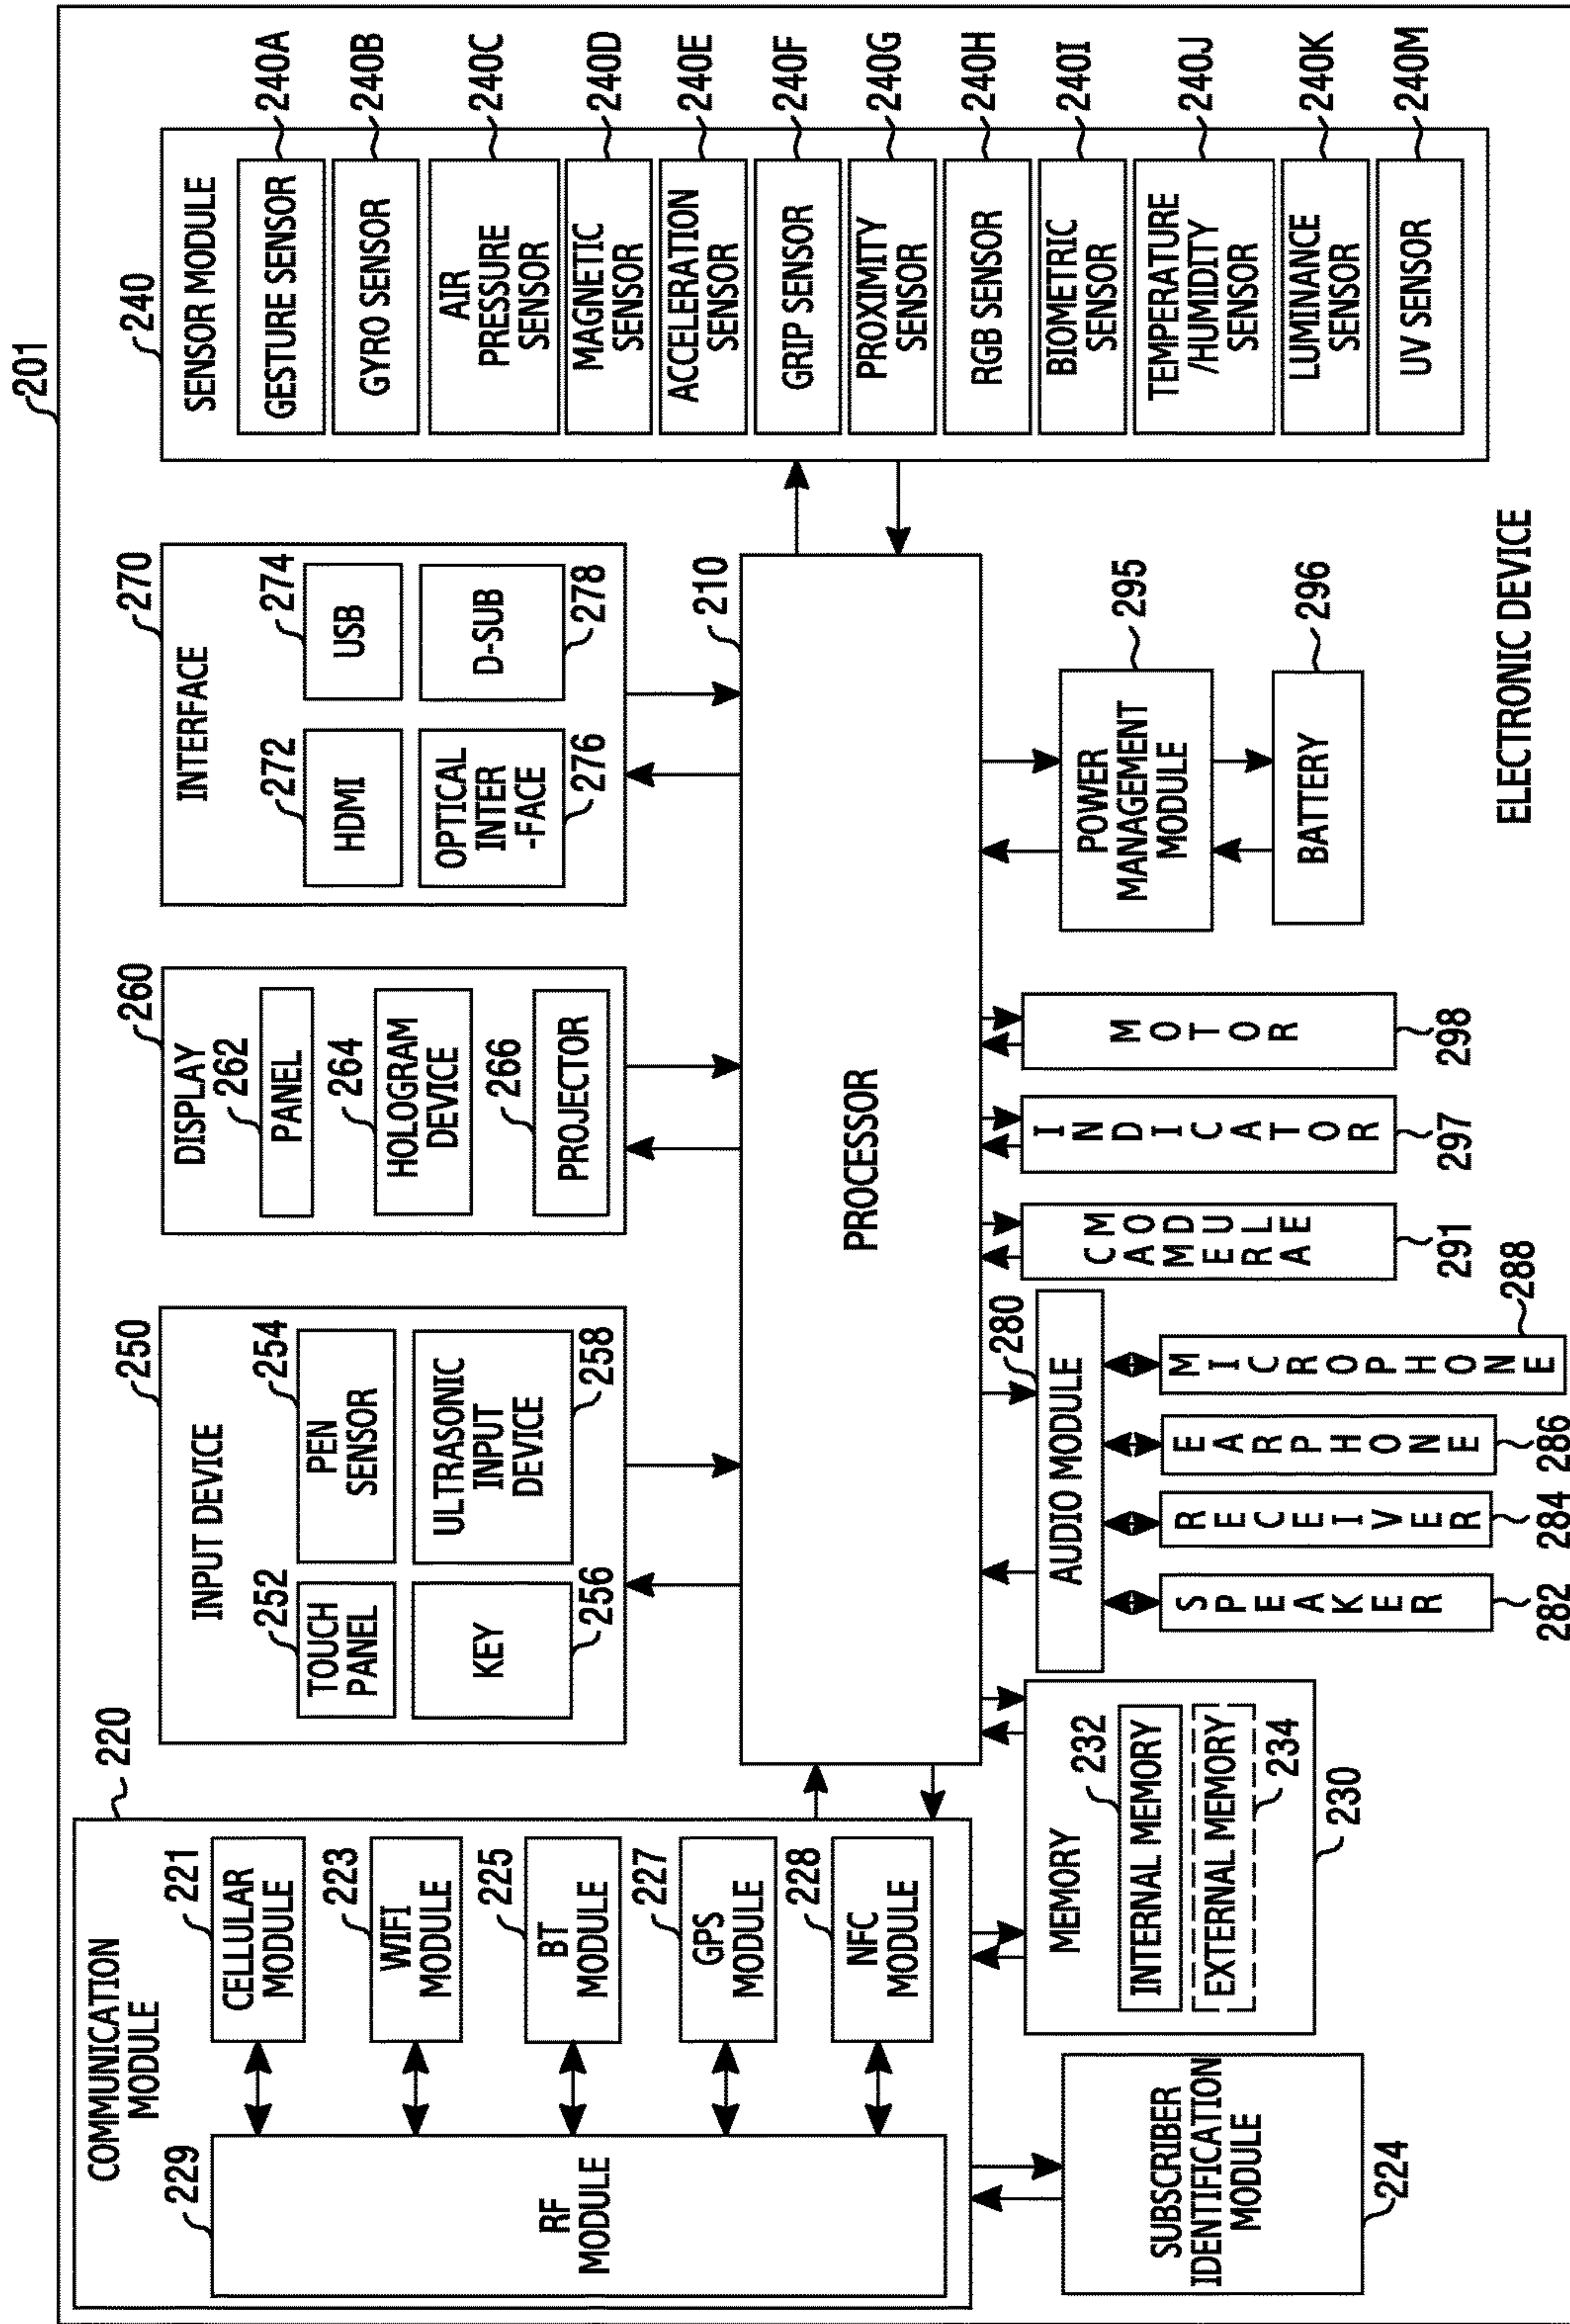 201
COMMUNICATION
MODULE
220
229
RF
MODULE
221
CELLULAR
MODULE
223
WIFI
MODULE
225
BT
MODULE
227
GPS
MODULE
228
NFC
MODULE
250
INPUT DEVICE
252
TOUCH
PANEL
254
PEN
SENSOR
KEY
256
ULTRASONIC
INPUT
DEVICE
258
260
DISPLAY
262
PANEL
264
HOLOGRAM
DEVICE
266
PROJECTOR
270
INTERFACE
272
HDMI
274
USB
OPTICAL
INTER
-FACE
276
D-SUB
278
240
SENSOR MODULE
GESTURE SENSOR
240A
GYRO SENSOR
240B
AIR
PRESSURE
SENSOR
240C
MAGNETIC
SENSOR
240D
ACCELERATION
SENSOR
240E
GRIP SENSOR
240F
PROXIMITY
SENSOR
240G
RGB SENSOR
240H
BIOMETRIC
SENSOR
240I
TEMPERATURE
/HUMIDITY
SENSOR
240J
LUMINANCE
SENSOR
240K
UV SENSOR
240M
PROCESSOR
210
SUBSCRIBER
IDENTIFICATION
MODULE
224
MEMORY
232
INTERNAL MEMORY
EXTERNAL MEMORY
234
230
AUDIO MODULE
280
SPEAKER
282
RECEIVER
284
EARPHONE
286
MICROPHONE
288
CAMERA
MODULE
291
INDICATOR
297
MOTOR
298
POWER
MANAGEMENT
MODULE
295
BATTERY
296
ELECTRONIC DEVICE